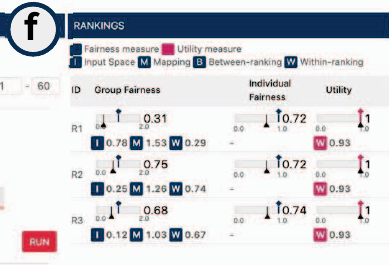 f
RANKINGS
Fairness measure Utility measure
I Input Space M Mapping B Between-ranking W Within-ranking
1 - 60
ID Group Fairness Individual Fairness Utility
R1 0.31 0.72 1
0.0 2.0 0.0 1.0 0.0 1.0
I 0.78 M 1.53 W 0.29 - W 0.93
R2 0.75 0.72 1
0.0 2.0 0.0 1.0 0.0 1.0
I 0.25 M 1.26 W 0.74 - W 0.93
R3 0.68 0.74 1
0.0 2.0 0.0 1.0 0.0 1.0
I 0.12 M 1.03 W 0.67 - W 0.93
RUN